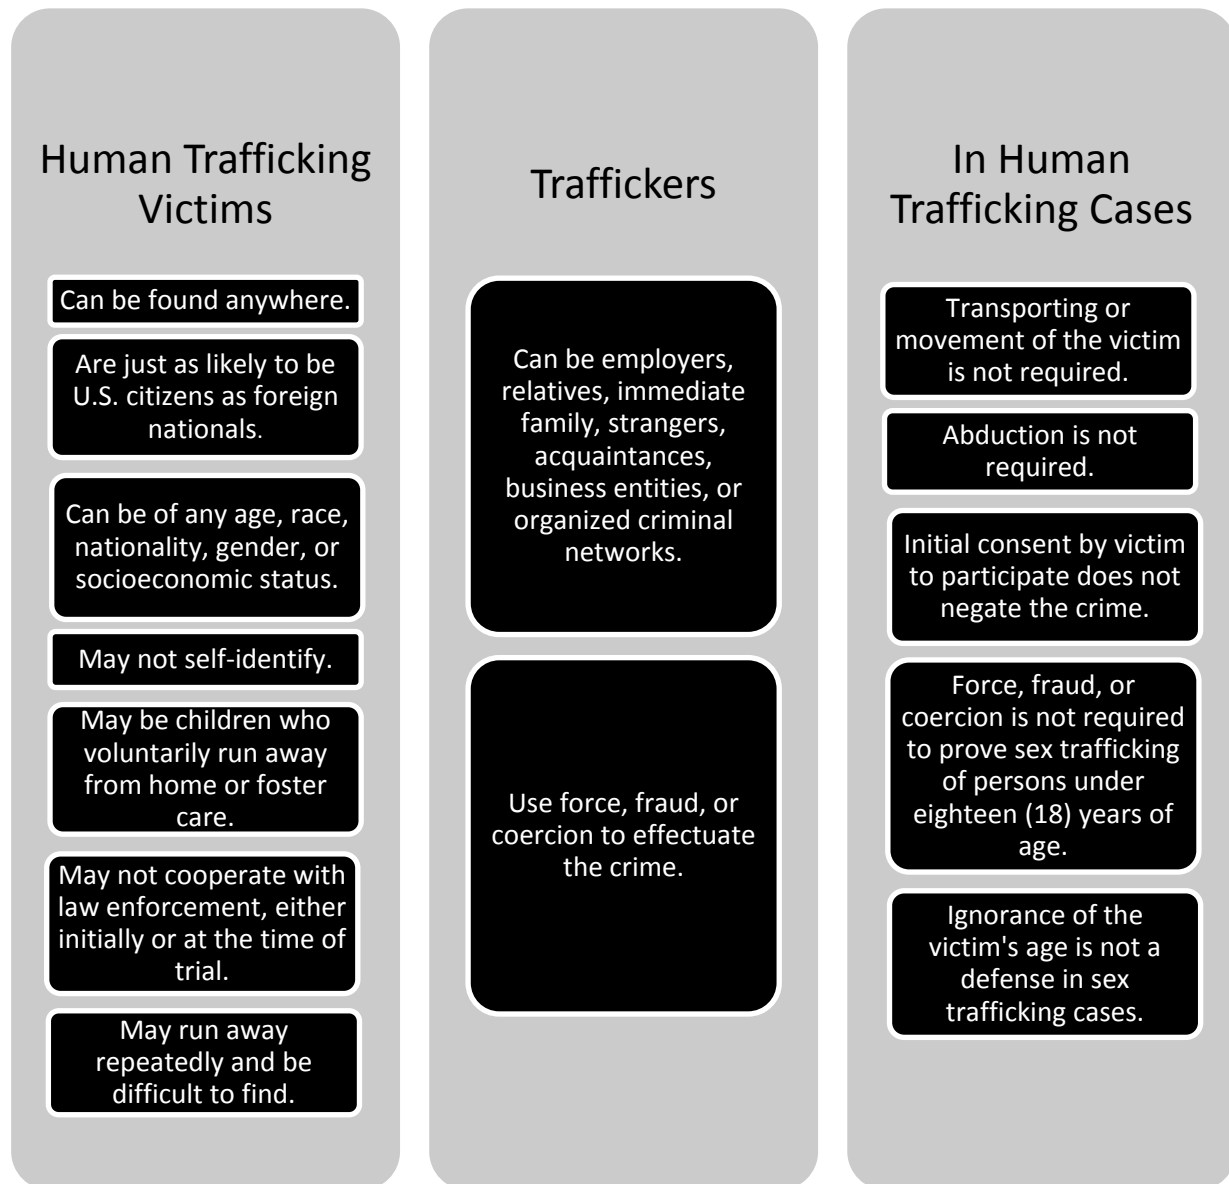 Human Trafficking
Victims
Can be found anywhere.
Are just as likely to be
U.S. citizens as foreign
nationals.
Can be of any age, race,
nationality, gender, or
socioeconomic status.
May not self-identify.
May be children who
voluntarily run away
from home or foster
care.
May not cooperate with
law enforcement, either
initially or at the time of
trial.
May run away
repeatedly and be
difficult to find.
Traffickers
Can be employers,
relatives, immediate
family, strangers,
acquaintances,
business entities, or
organized criminal
networks.
Use force, fraud, or
coercion to effectuate
the crime.
In Human
Trafficking Cases
Transporting or
movement of the victim
is not required.
Abduction is not
required.
Initial consent by victim
to participate does not
negate the crime.
Force, fraud, or
coercion is not required
to prove sex trafficking
of persons under
eighteen (18) years of
age.
Ignorance of the
victim's age is not a
defense in sex
trafficking cases.